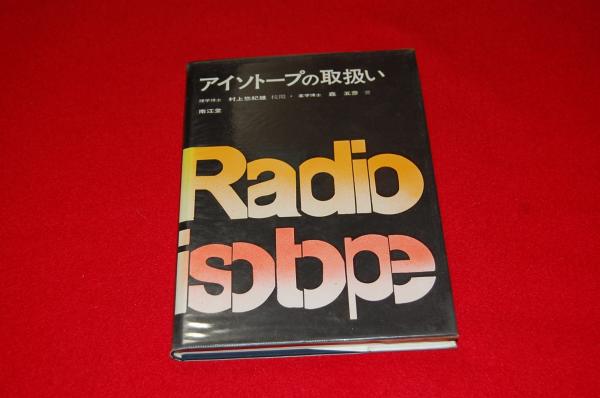 アイソトープの取扱い
理学博士 村上悠紀雄 校閲・薬学博士 森 五彦 著
南江堂
Radio
isotope